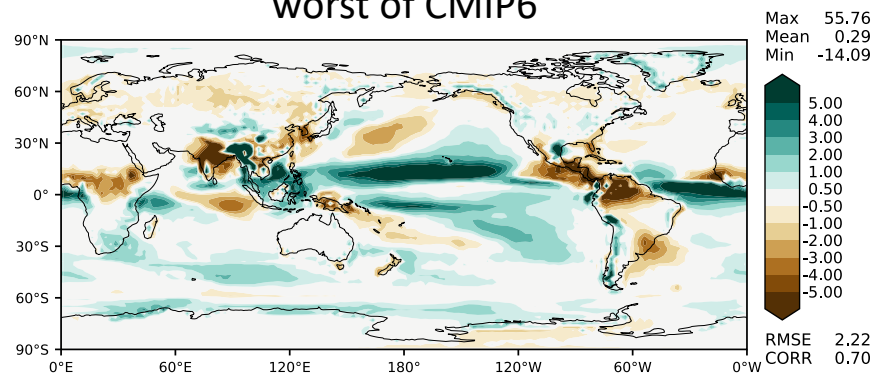 worst of CMIP6
Max 55.76
Mean 0.29
Min -14.09
90°N
60°N
30°N
0°
30°S
60°S
90°S
0°E
60°E
120°E
180°
120°W
60°W
0°W
5.00
4.00
3.00
2.00
1.00
0.50
-0.50
-1.00
-2.00
-3.00
-4.00
-5.00
RMSE 2.22
CORR 0.70